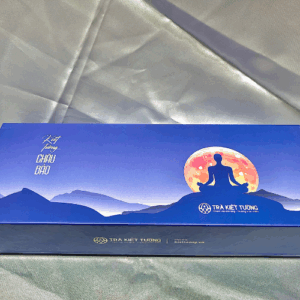 Kiết
Tường
CHÂU
BẢO
TRÀ KIẾT TƯỜNG
TRÀ KIẾT TƯỜNG